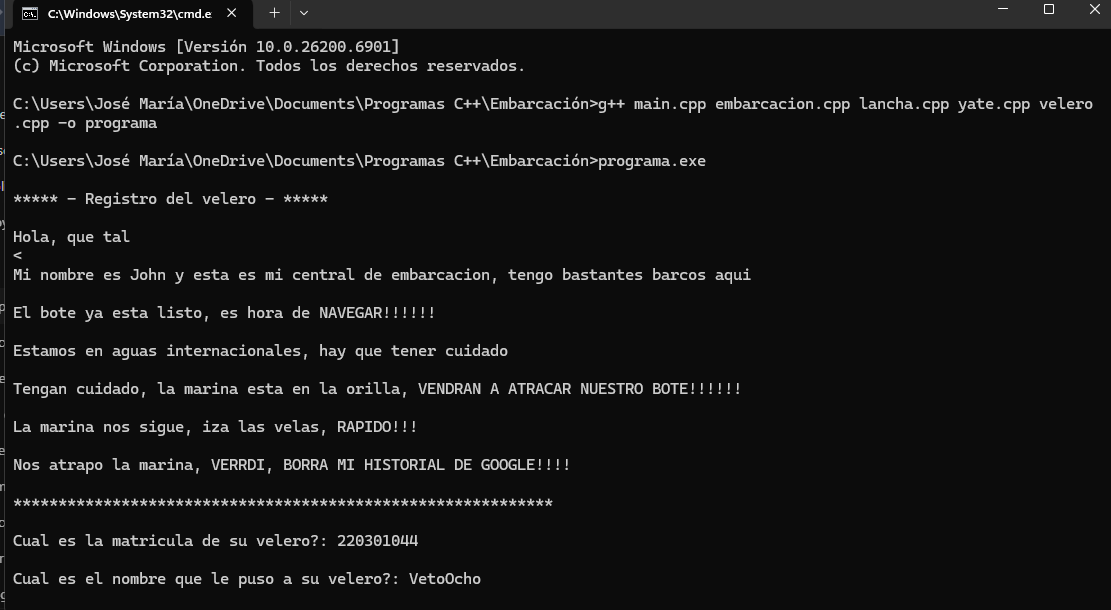 C:\Windows\System32\cmd.e
Microsoft Windows [Versión 10.0.26200.6901]
(c) Microsoft Corporation. Todos los derechos reservados.
C:\Users\José María\OneDrive\Documents\Programas C++\Embarcación>g++ main.cpp embarcacion.cpp lancha.cpp yate.cpp velero
.cpp -o programa
C:\Users\José María\OneDrive\Documents\Programas C++\Embarcación>programa.exe
***** - Registro del velero - *****
Hola, que tal
<
Mi nombre es John y esta es mi central de embarcacion, tengo bastantes barcos aqui
El bote ya esta listo, es hora de NAVEGAR!!!!!!
Estamos en aguas internacionales, hay que tener cuidado
Tengan cuidado, la marina esta en la orilla, VENDRAN A ATRACAR NUESTRO BOTE!!!!!!
La marina nos sigue, iza las velas, RAPIDO!!!
Nos atrapo la marina, VERRDI, BORRA MI HISTORIAL DE GOOGLE!!!!
************************************************************
Cual es la matricula de su velero?: 220301044
Cual es el nombre que le puso a su velero?: VetoOcho